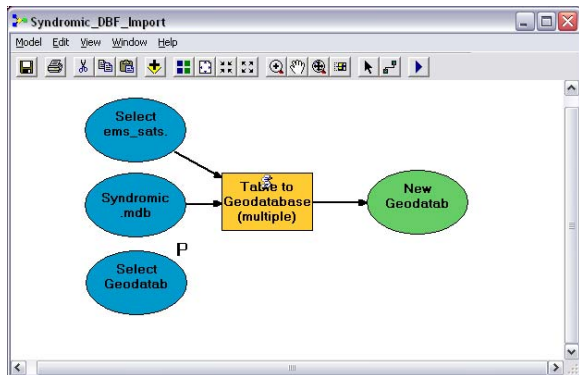 Syndromic_DBF_Import
Model Edit View Window Help
Select
ems_sats.
Syndromic
.mdb
Table to
Geodatabase
(multiple)
New
Geodatab
P
Select
Geodatab